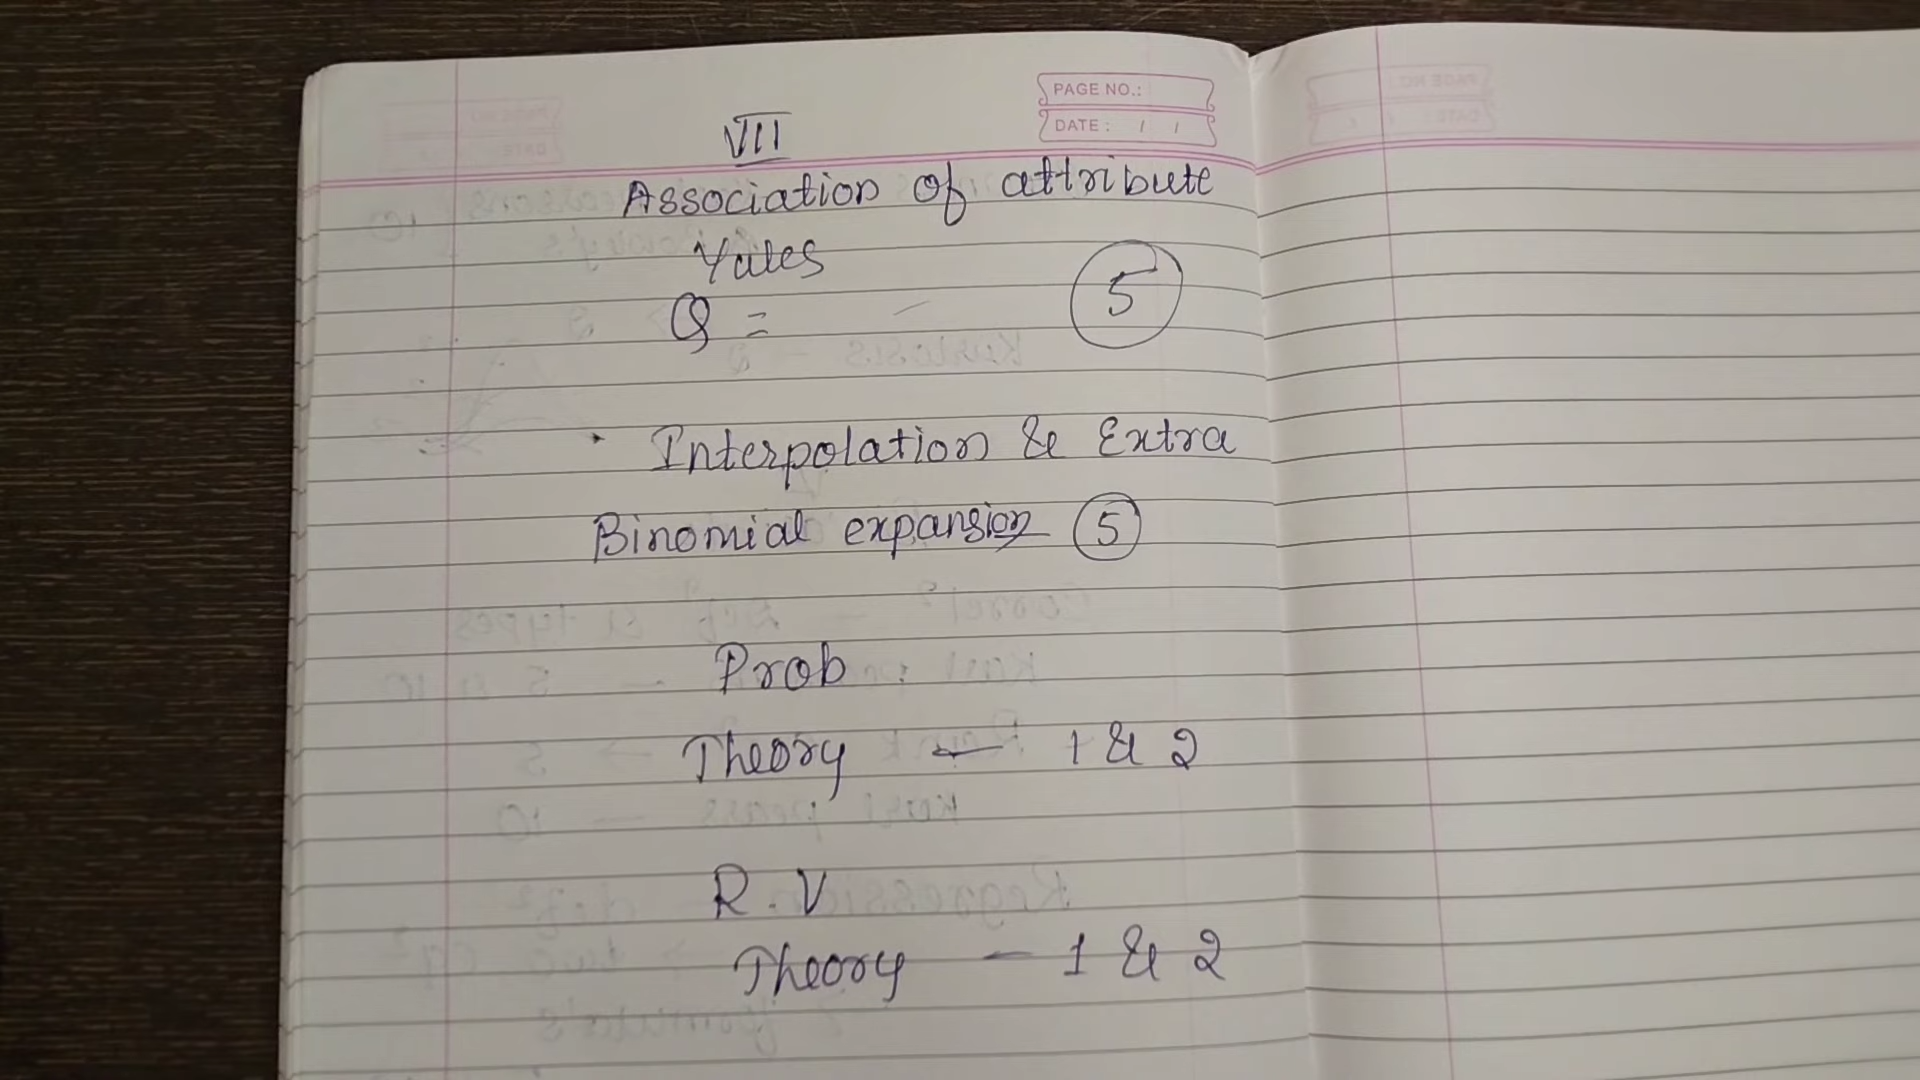 PAGE NO.:
DATE: / /
VII
Association of attribute
Yules
Q =
5
Interpolation & Extra
Binomial expansion 5
Prob.
Theory — 1 & 2
R.V
Theory — 1 & 2